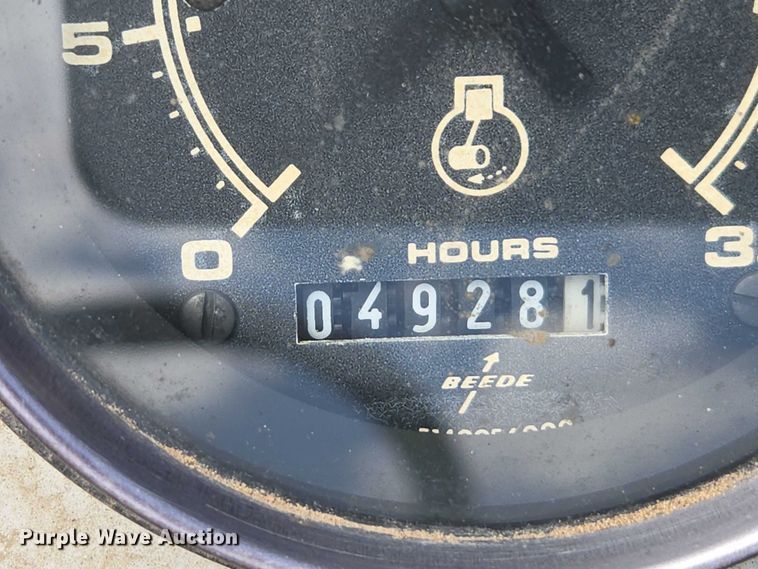 5
0
HOURS
3
049281
BEEDE
Purple Wave Auction